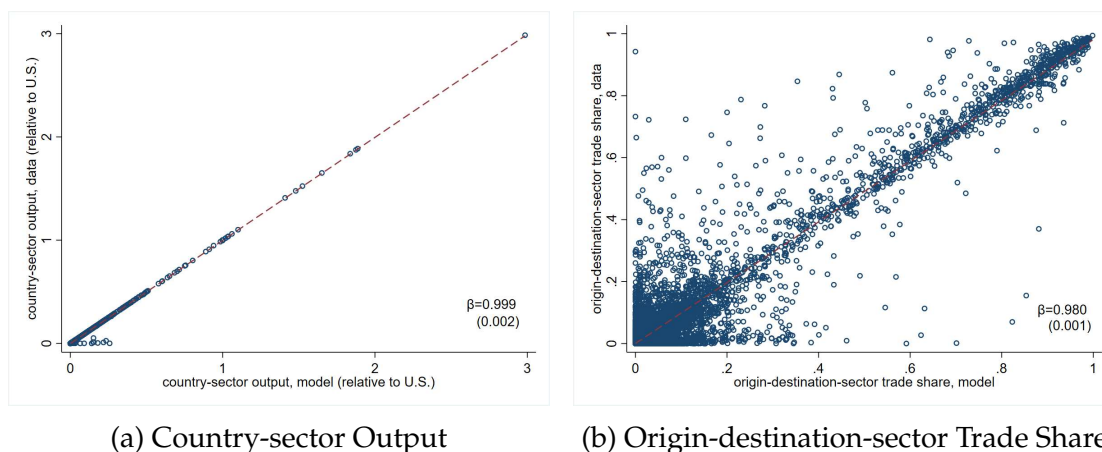 country-sector output, data (relative to U.S.)
3
2
1
0
β=0.999
(0.002)
0 1 2 3
country-sector output, model (relative to U.S.)
(a) Country-sector Output
origin-destination-sector trade share, data
1
.8
.6
.4
.2
0
β=0.980
(0.001)
0 .2 .4 .6 .8 1
origin-destination-sector trade share, model
(b) Origin-destination-sector Trade Share